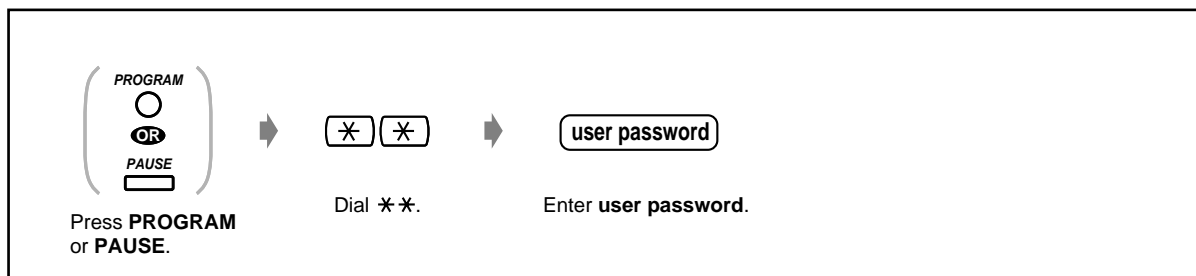 PROGRAM
OR
PAUSE
Press PROGRAM
or PAUSE.
✳ ✳
Dial ✳✳.
user password
Enter user password.